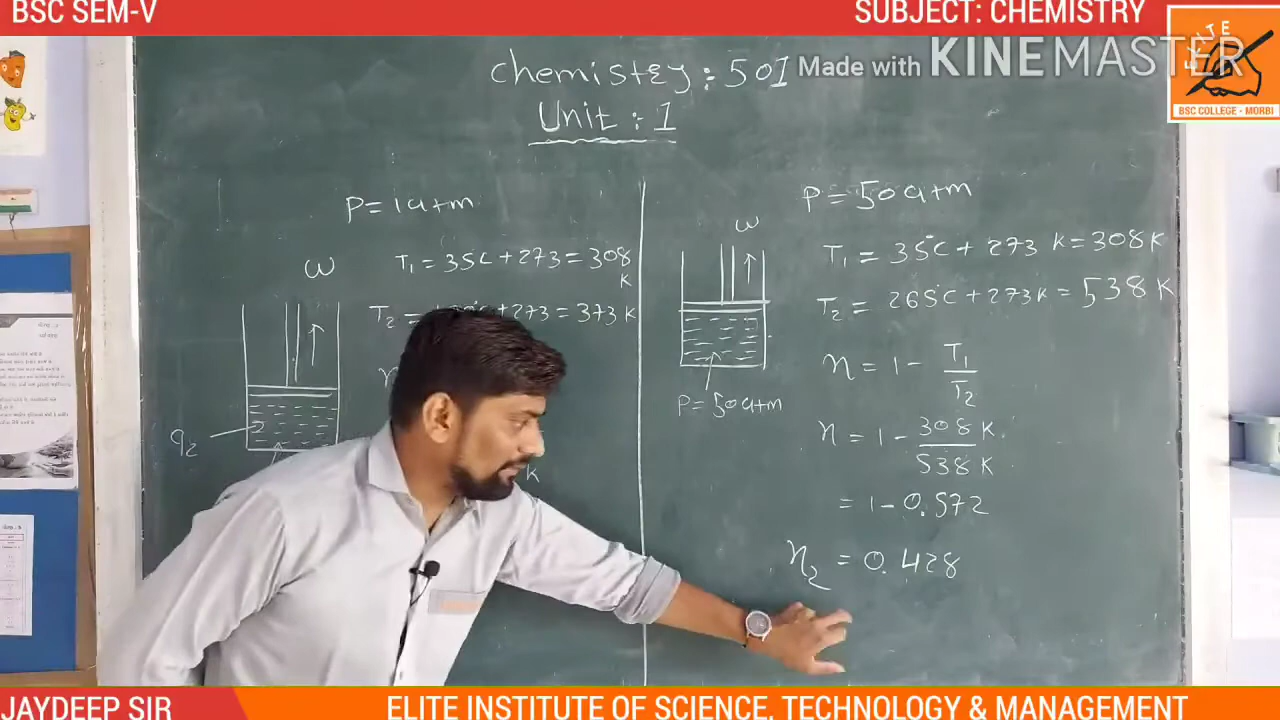 BSC SEM-V
SUBJECT: CHEMISTRY
Made with KINEMASTER
ELITE
BSC COLLEGE - MORBI
Chemistry : 501
Unit : 1
P = 1 atm
T₁ = 35C + 273 = 308
K
+273 = 373 K
ω
q₂
K
P = 50 atm
ω
T₁ = 35C + 273 K = 308 K
T₂ = 265C + 273 K = 538 K
P = 50 atm
η = 1 - T₁/T₂
η = 1 - 308 K/538 K
= 1 - 0.572
η₂ = 0.428
JAYDEEP SIR
ELITE INSTITUTE OF SCIENCE, TECHNOLOGY & MANAGEMENT